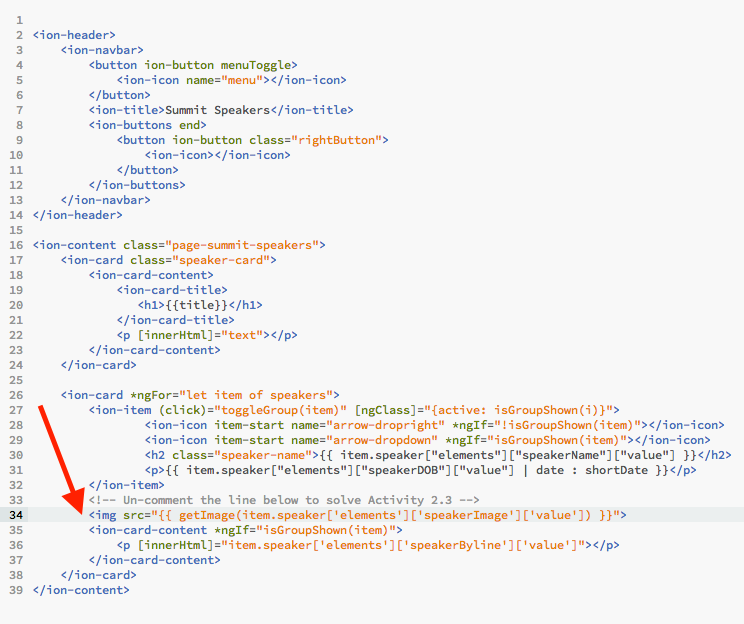 1
2 <ion-header>
3     <ion-navbar>
4         <button ion-button menuToggle>
5             <ion-icon name="menu"></ion-icon>
6         </button>
7         <ion-title>Summit Speakers</ion-title>
8         <ion-buttons end>
9             <button ion-button class="rightButton">
10                 <ion-icon></ion-icon>
11             </button>
12         </ion-buttons>
13     </ion-navbar>
14 </ion-header>
15
16 <ion-content class="page-summit-speakers">
17     <ion-card class="speaker-card">
18         <ion-card-content>
19             <ion-card-title>
20                <h1>{{title}}</h1>
21             </ion-card-title>
22             <p [innerHtml]="text"></p>
23         </ion-card-content>
24     </ion-card>
25
26     <ion-card *ngFor="let item of speakers">
27         <ion-item (click)="toggleGroup(item)" [ngClass]="{active: isGroupShown(i)}">
28                 <ion-icon item-start name="arrow-dropright" *ngIf="!isGroupShown(item)"></ion-icon>
29                 <ion-icon item-start name="arrow-dropdown" *ngIf="isGroupShown(item)"></ion-icon>
30                 <h2 class="speaker-name">{{ item.speaker["elements"]["speakerName"]["value"] }}</h2>
31                 <p>{{ item.speaker["elements"]["speakerDOB"]["value"] | date : shortDate }}</p>
32         </ion-item>
33         <!-- Un-comment the line below to solve Activity 2.3 -->
34         <img src="{{ getImage(item.speaker['elements']['speakerImage']['value']) }}">
35         <ion-card-content *ngIf="isGroupShown(item)">
36             <p [innerHtml]="item.speaker['elements']['speakerByline']['value']"></p>
37         </ion-card-content>
38     </ion-card>
39 </ion-content>